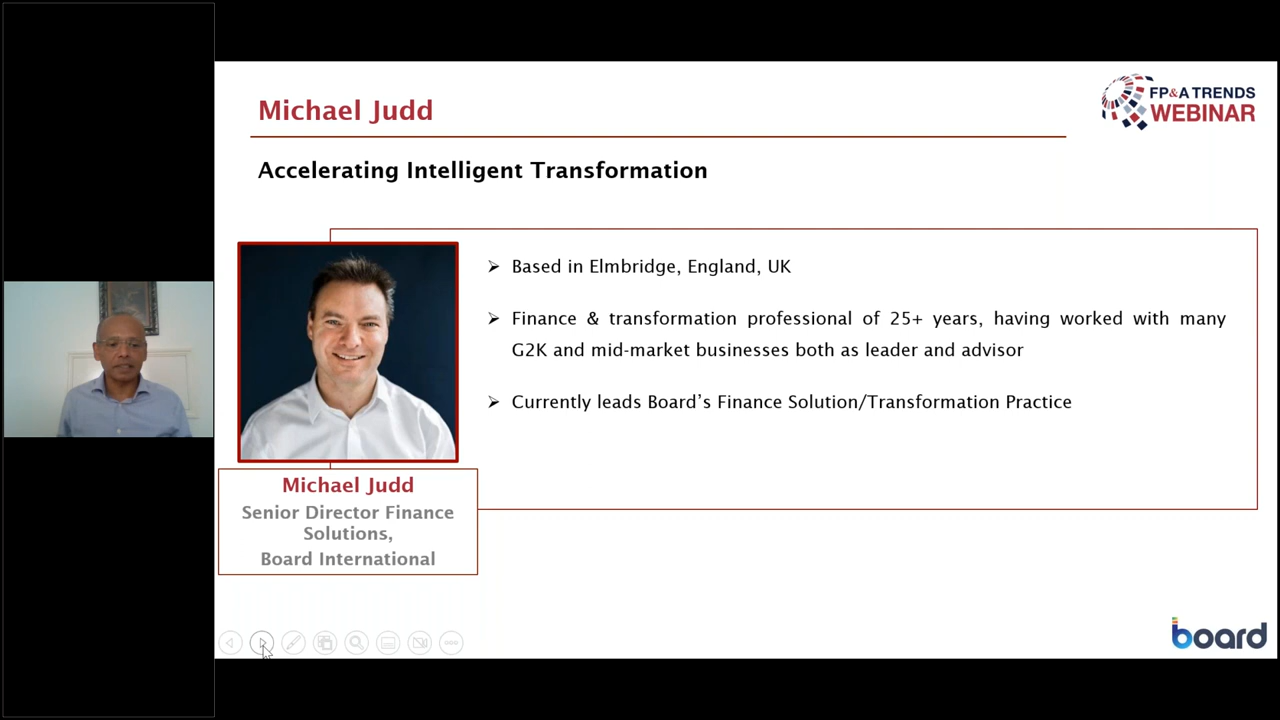 Michael Judd
FP&A TRENDS
WEBINAR
Accelerating Intelligent Transformation
➢ Based in Elmbridge, England, UK
➢ Finance & transformation professional of 25+ years, having worked with many
G2K and mid-market businesses both as leader and advisor
➢ Currently leads Board’s Finance Solution/Transformation Practice
Michael Judd
Senior Director Finance
Solutions,
Board International
board